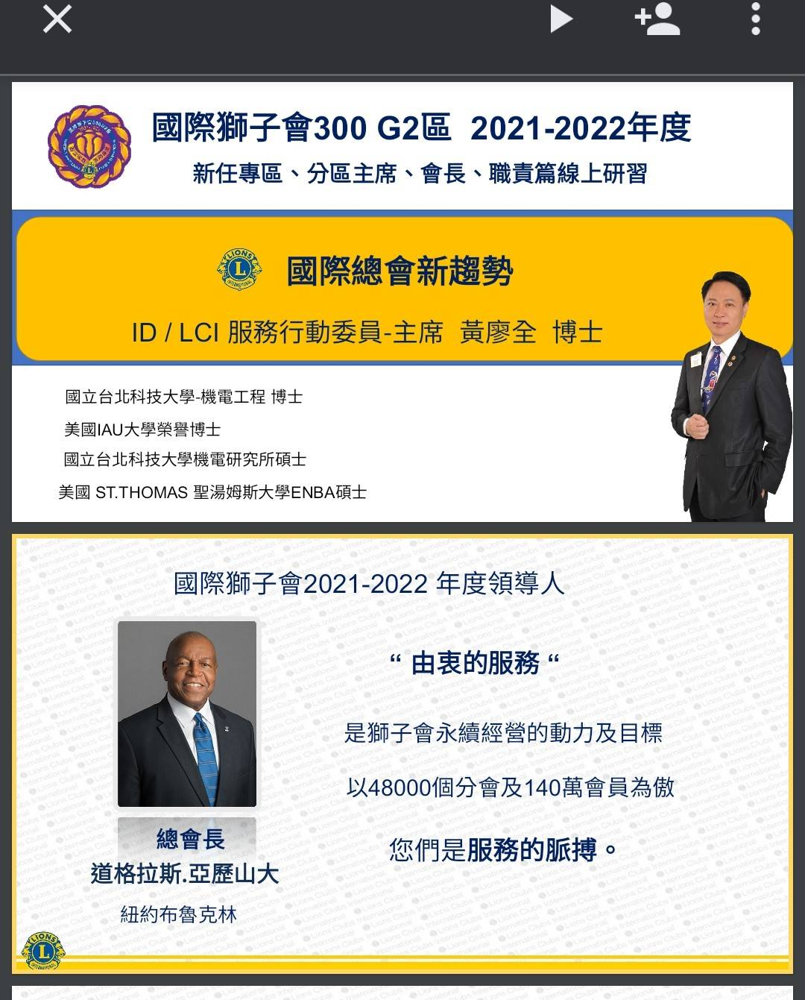 國際獅子會300 G2區 2021-2022年度
新任專區、分區主席、會長、職責篇線上研習
LIONS
L
INTERNATIONAL
國際總會新趨勢
ID / LCI 服務行動委員-主席 黃廖全 博士
國立台北科技大學-機電工程 博士
美國IAU大學榮譽博士
國立台北科技大學機電研究所碩士
美國 ST.THOMAS 聖湯姆斯大學ENBA碩士
國際獅子會2021-2022 年度領導人
“ 由衷的服務 “
是獅子會永續經營的動力及目標
以48000個分會及140萬會員為傲
您們是服務的脈搏。
總會長
道格拉斯.亞歷山大
紐約布魯克林
LIONS
L
INTERNATIONAL